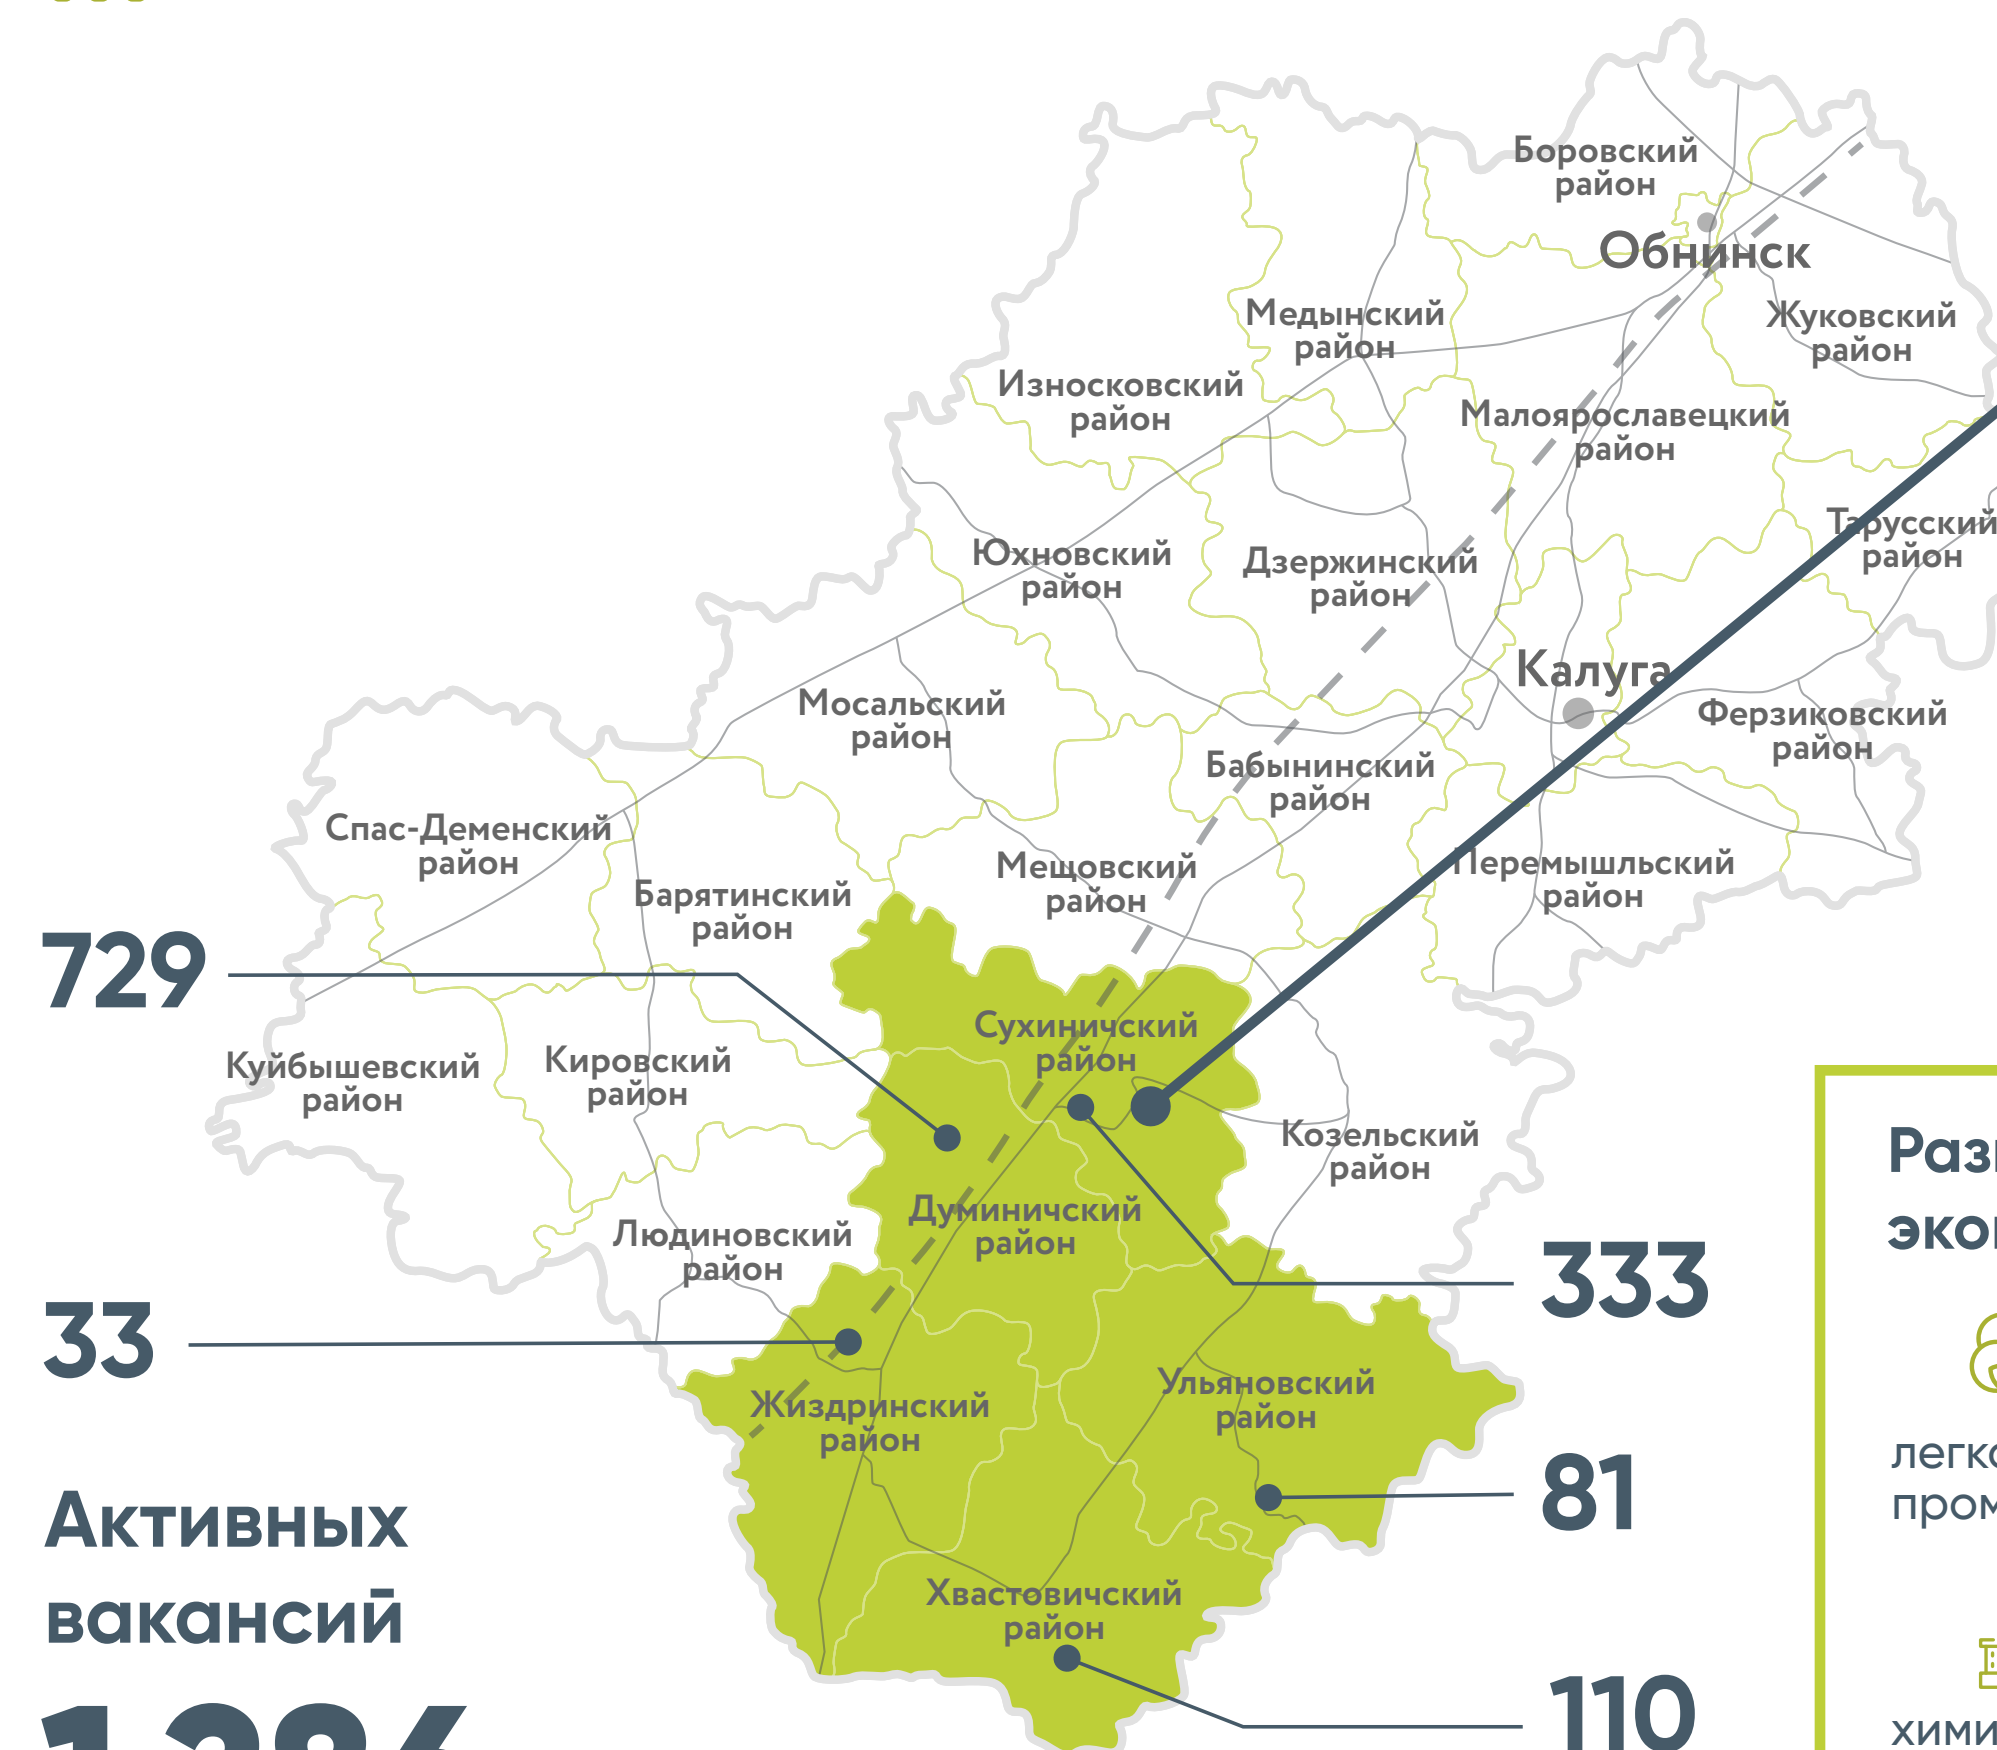 Боровский
район
Обнинск
Медынский
район
Жуковский
район
Износковский
район
Малоярославецкий
район
Тарусский
район
Юхновский
район
Дзержинский
район
Калуга
Мосальский
район
Ферзиковский
район
Бабынинский
район
Спас-Деменский
район
Мещовский
район
Перемышльский
район
Барятинский
район
729
Сухиничский
район
Куйбышевский
район
Кировский
район
Козельский
район
Думиничский
район
Людиновский
район
333
33
Жиздринский
район
Ульяновский
район
81
Активных
вакансий
Хвастовичский
район
110
1 286